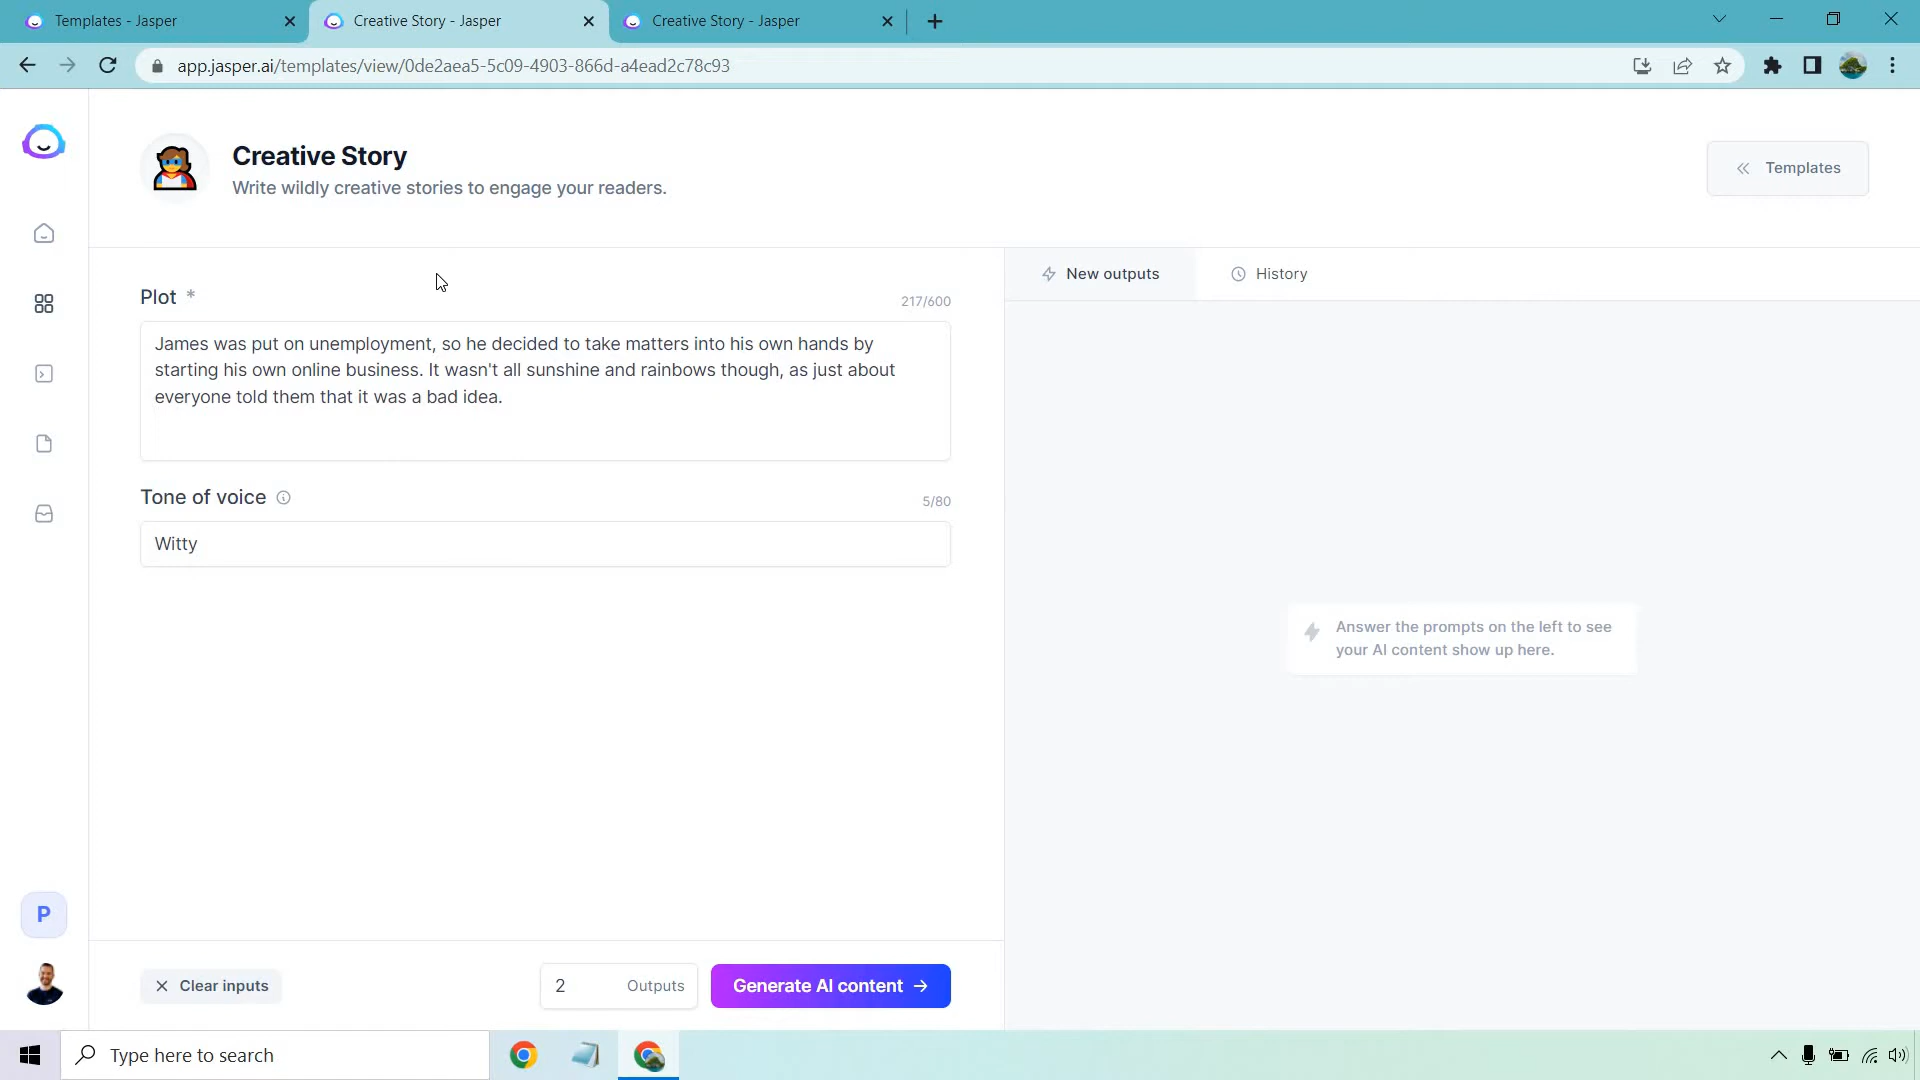 Templates - Jasper
Creative Story - Jasper
Creative Story - Jasper
app.jasper.ai/templates/view/0de2aea5-5c09-4903-866d-a4ead2c78c93
Creative Story
Write wildly creative stories to engage your readers.
Templates
New outputs
History
Plot *
217/600
James was put on unemployment, so he decided to take matters into his own hands by
starting his own online business. It wasn't all sunshine and rainbows though, as just about
everyone told them that it was a bad idea.
Tone of voice
5/80
Witty
Answer the prompts on the left to see
your AI content show up here.
P
Clear inputs
2 Outputs
Generate AI content
Type here to search